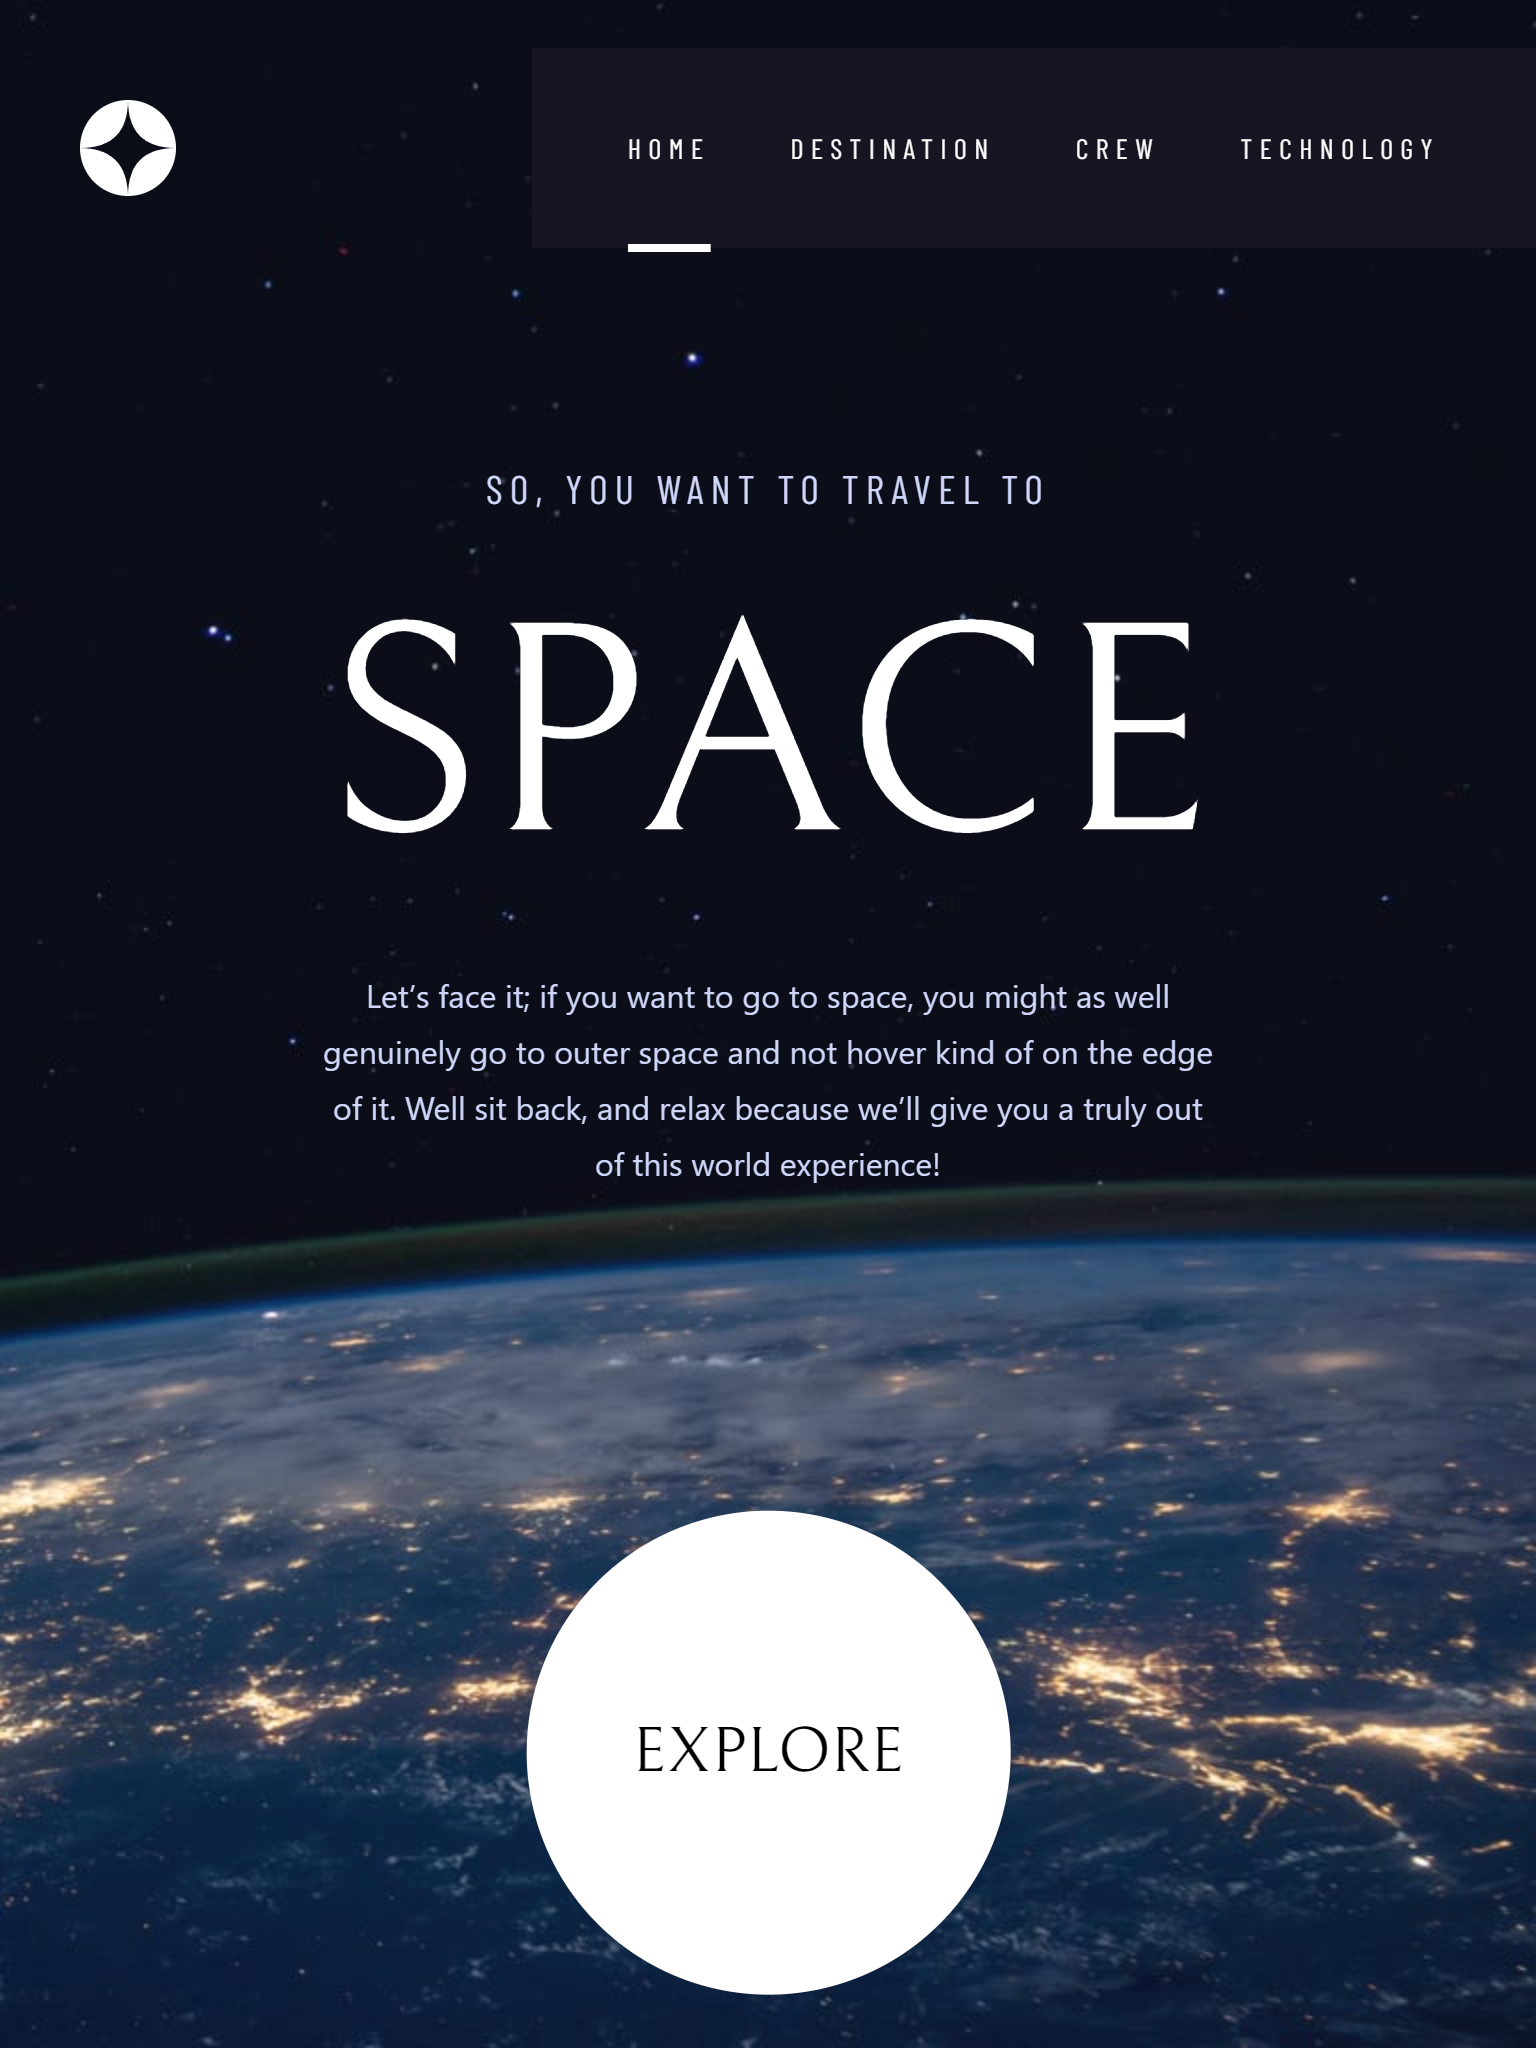 HOME DESTINATION CREW TECHNOLOGY
SO, YOU WANT TO TRAVEL TO
SPACE
Let’s face it; if you want to go to space, you might as well
genuinely go to outer space and not hover kind of on the edge
of it. Well sit back, and relax because we’ll give you a truly out
of this world experience!
EXPLORE